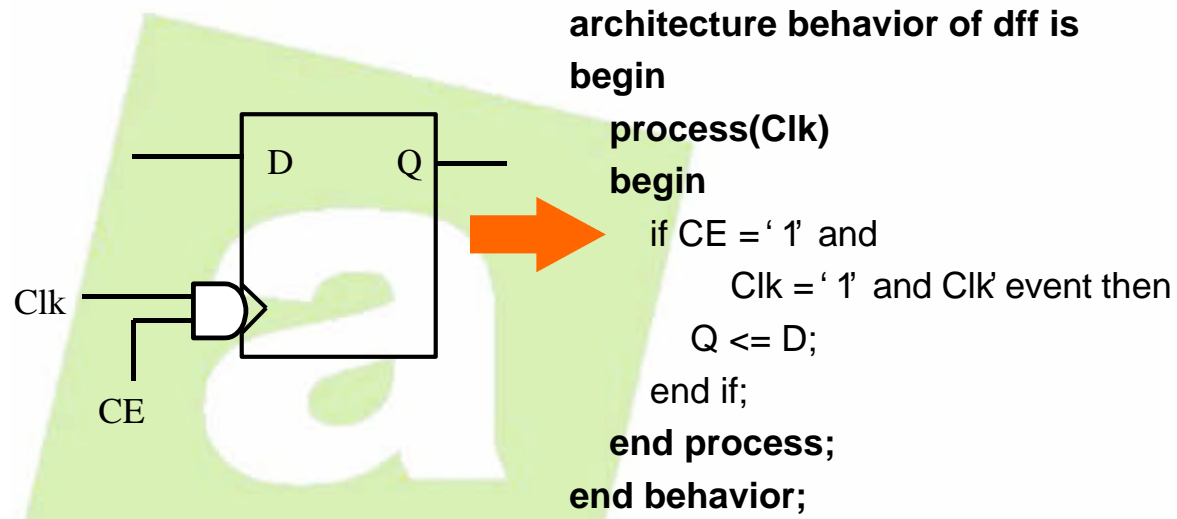 D
Q
Clk
CE
architecture behavior of dff is
begin
process(Clk)
begin
if CE =‘ 1’ and
Clk =‘ 1’ and Clk’ event then
Q <= D;
end if;
end process;
end behavior;
a